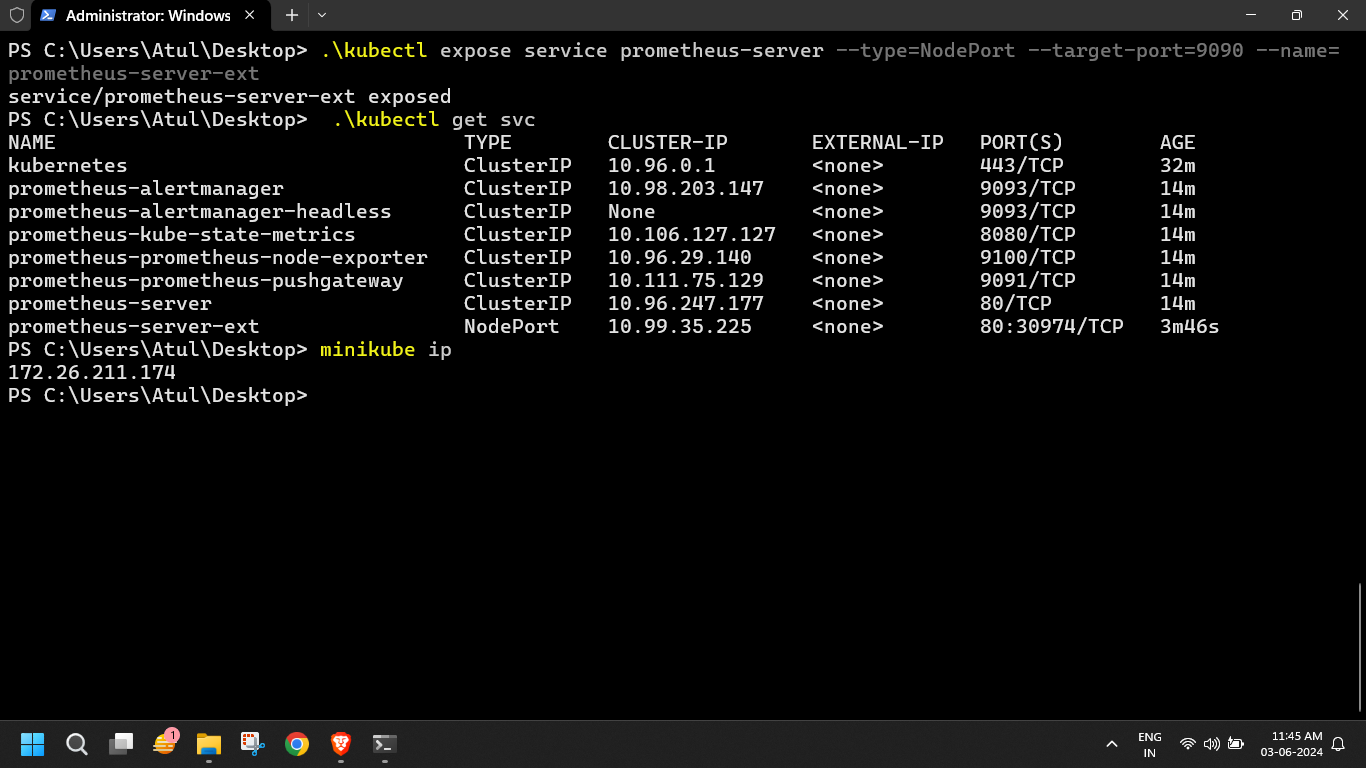 Administrator: Windows
PS C:\Users\Atul\Desktop> .\kubectl expose service prometheus-server --type=NodePort --target-port=9090 --name=
prometheus-server-ext
service/prometheus-server-ext exposed
PS C:\Users\Atul\Desktop>  .\kubectl get svc
NAME TYPE CLUSTER-IP EXTERNAL-IP PORT(S) AGE
kubernetes ClusterIP 10.96.0.1 <none> 443/TCP 32m
prometheus-alertmanager ClusterIP 10.98.203.147 <none> 9093/TCP 14m
prometheus-alertmanager-headless ClusterIP None <none> 9093/TCP 14m
prometheus-kube-state-metrics ClusterIP 10.106.127.127 <none> 8080/TCP 14m
prometheus-prometheus-node-exporter ClusterIP 10.96.29.140 <none> 9100/TCP 14m
prometheus-prometheus-pushgateway ClusterIP 10.111.75.129 <none> 9091/TCP 14m
prometheus-server ClusterIP 10.96.247.177 <none> 80/TCP 14m
prometheus-server-ext NodePort 10.99.35.225 <none> 80:30974/TCP 3m46s
PS C:\Users\Atul\Desktop> minikube ip
172.26.211.174
PS C:\Users\Atul\Desktop>
1
ENG
IN
11:45 AM
03-06-2024